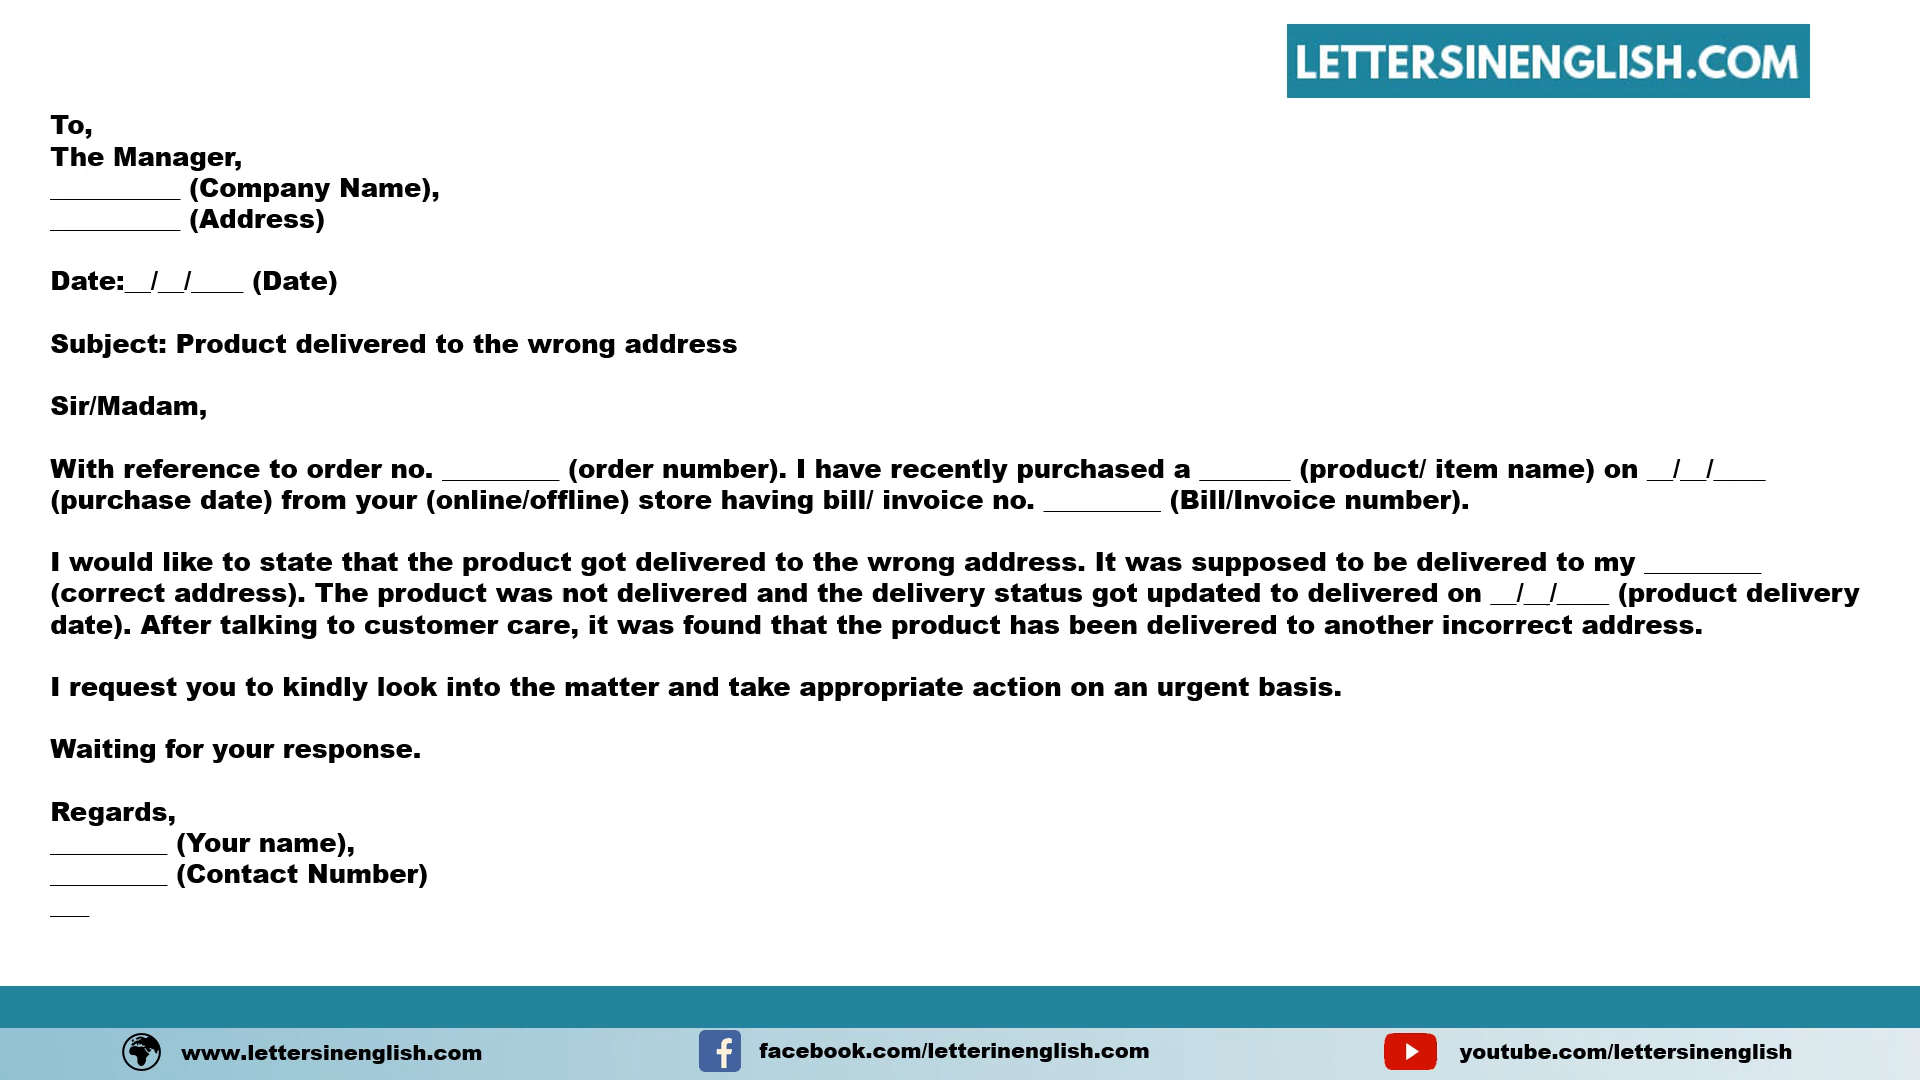 LETTERSINENGLISH.COM
To,
The Manager,
__________ (Company Name),
__________ (Address)
Date:__/__/____ (Date)
Subject: Product delivered to the wrong address
Sir/Madam,
With reference to order no. _________ (order number). I have recently purchased a _______ (product/ item name) on __/__/____
(purchase date) from your (online/offline) store having bill/ invoice no. _________ (Bill/Invoice number).
I would like to state that the product got delivered to the wrong address. It was supposed to be delivered to my _________
(correct address). The product was not delivered and the delivery status got updated to delivered on __/__/____ (product delivery
date). After talking to customer care, it was found that the product has been delivered to another incorrect address.
I request you to kindly look into the matter and take appropriate action on an urgent basis.
Waiting for your response.
Regards,
_________ (Your name),
_________ (Contact Number)
___
www.lettersinenglish.com
facebook.com/letterinenglish.com
youtube.com/lettersinenglish